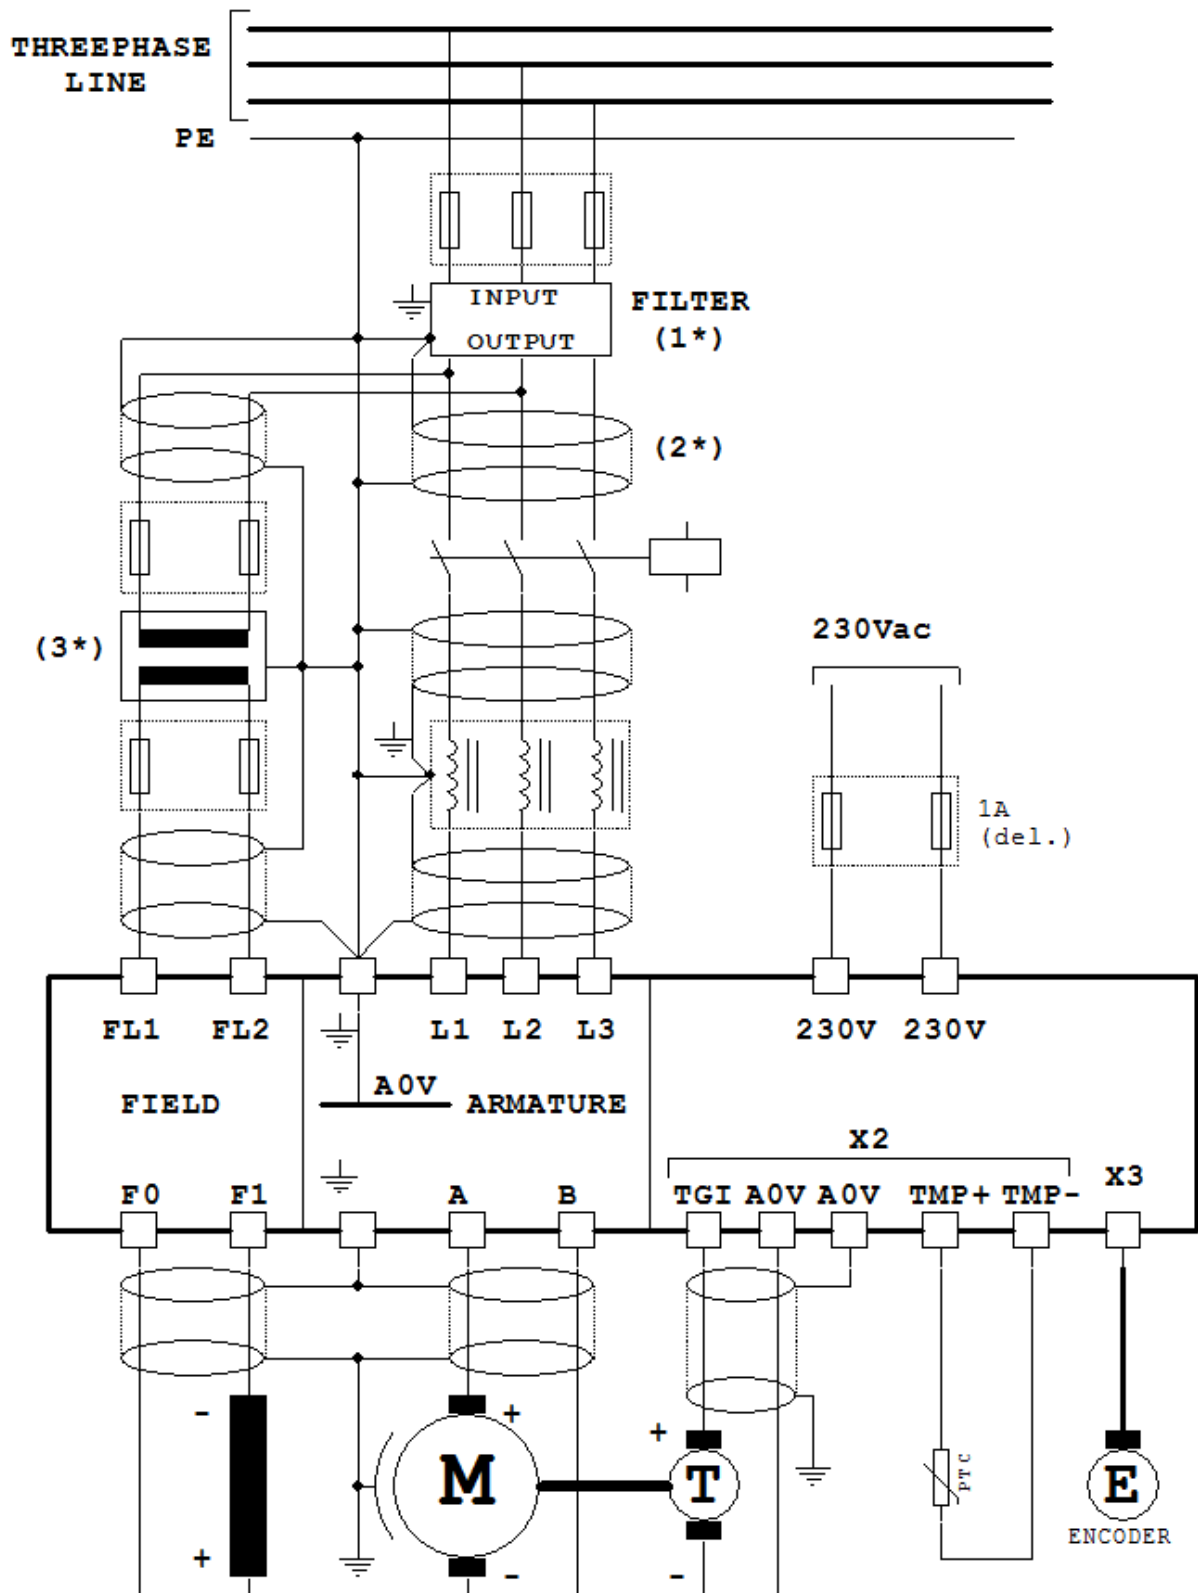 THREEPHASE
LINE
PE
INPUT
OUTPUT
FILTER
(1*)
(2*)
(3*)
230Vac
1A
(del.)
FL1 FL2 L1 L2 L3 230V 230V
FIELD A0V ARMATURE
X2
F0 F1 A B TGI A0V A0V TMP+ TMP- X3
- + + PTC
M T E
+ - - ENCODER